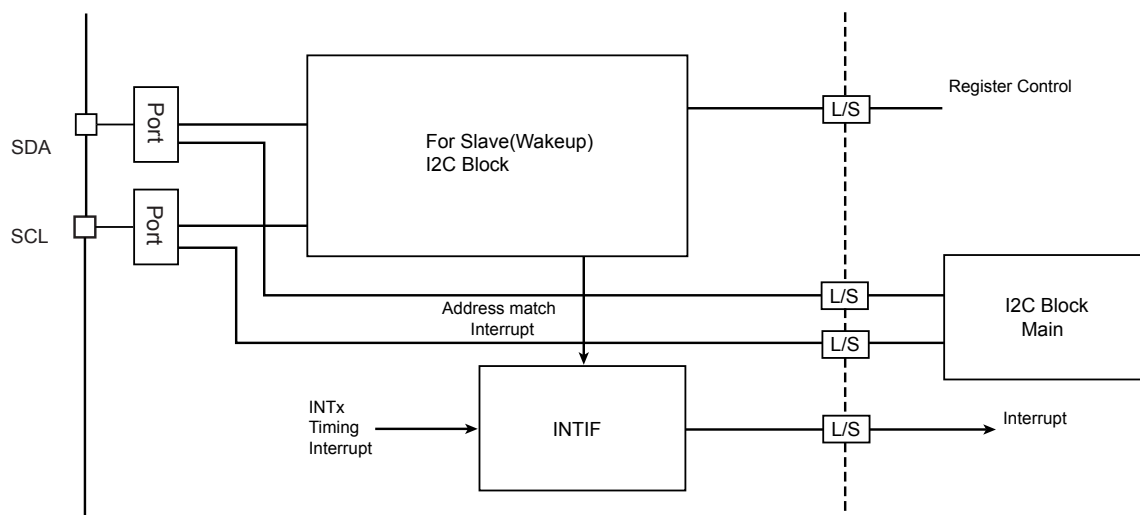 Register Control
L/S
Port
SDA
For Slave(Wakeup)
I2C Block
Port
SCL
L/S
Address match
Interrupt
I2C Block
Main
L/S
INTx
Timing
Interrupt
INTIF
L/S
Interrupt